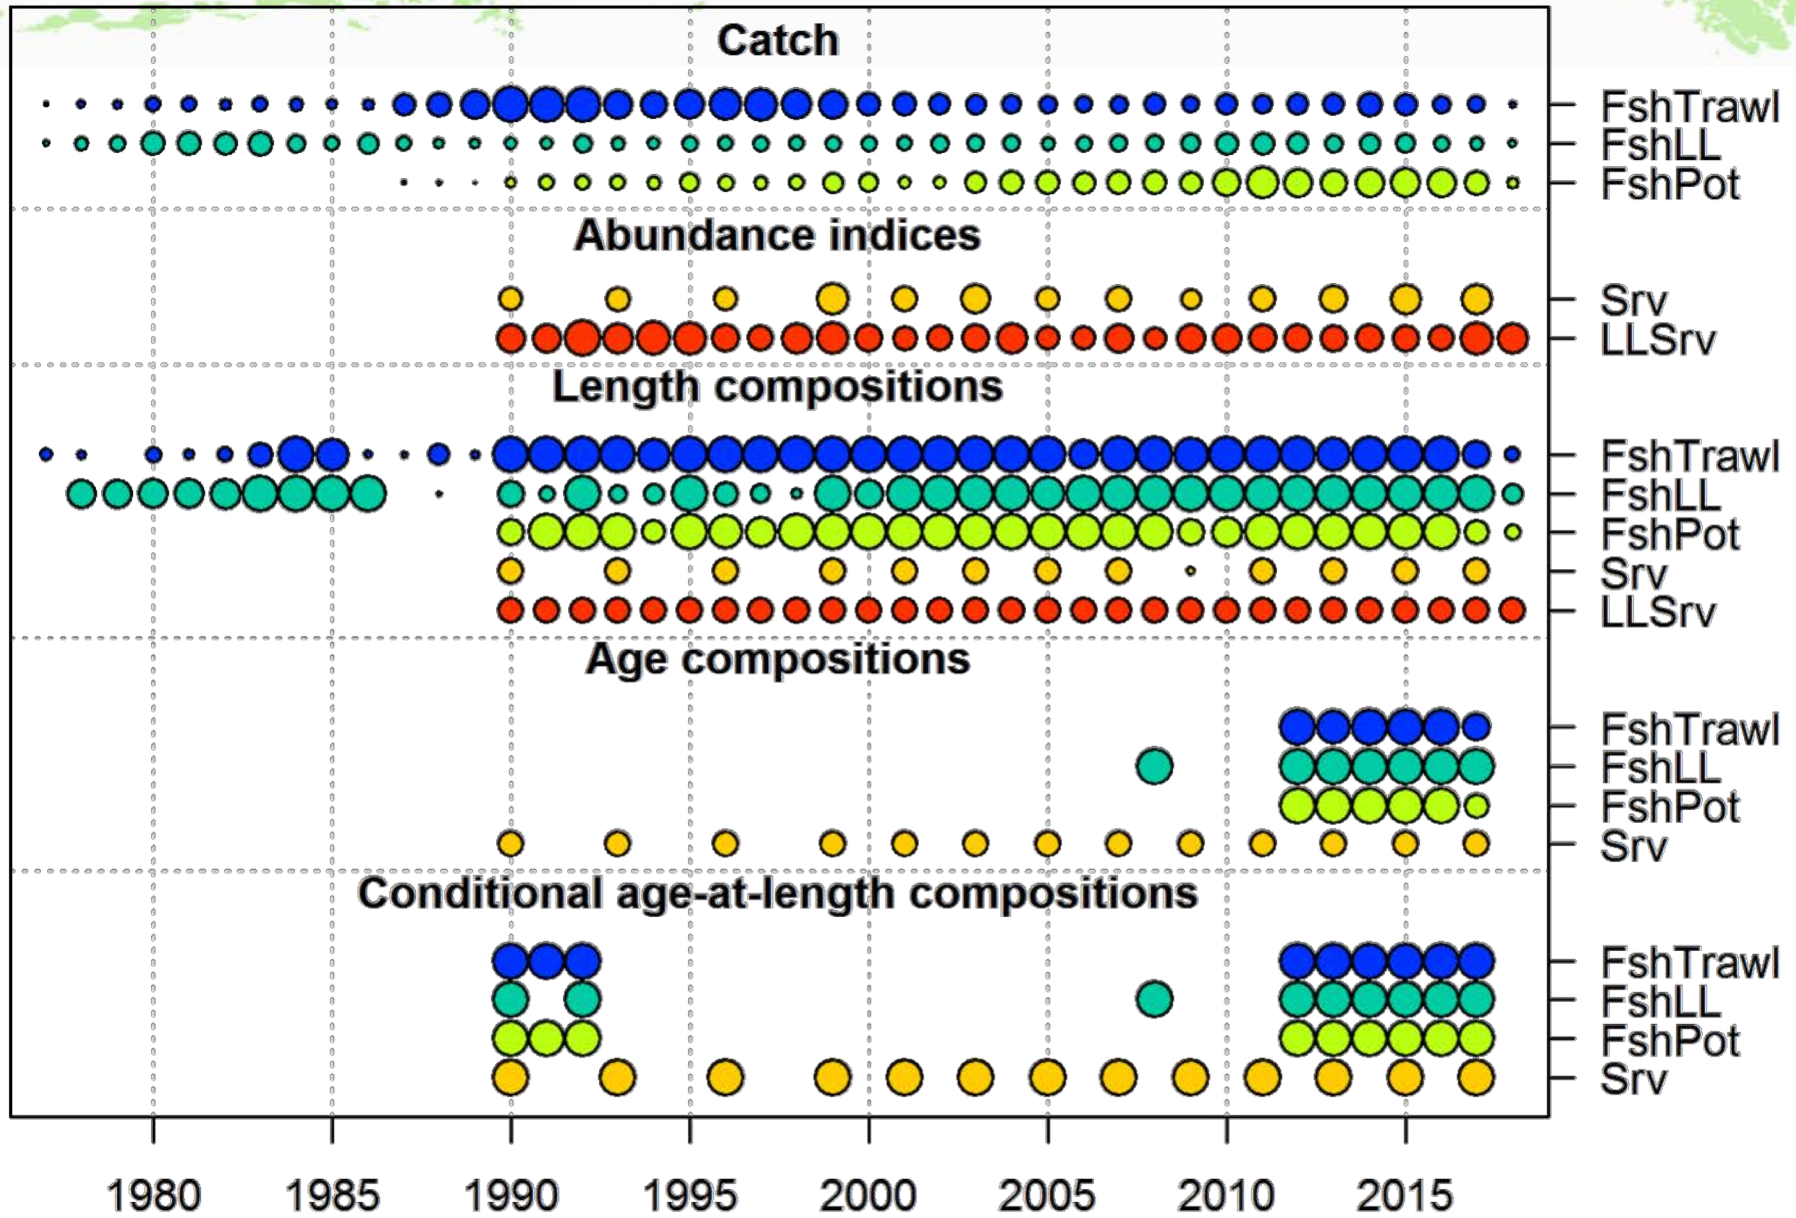 Catch
FshTrawl
FshLL
FshPot
Abundance indices
Srv
LLSrv
Length compositions
FshTrawl
FshLL
FshPot
Srv
LLSrv
Age compositions
FshTrawl
FshLL
FshPot
Srv
Conditional age-at-length compositions
FshTrawl
FshLL
FshPot
Srv
1980 1985 1990 1995 2000 2005 2010 2015